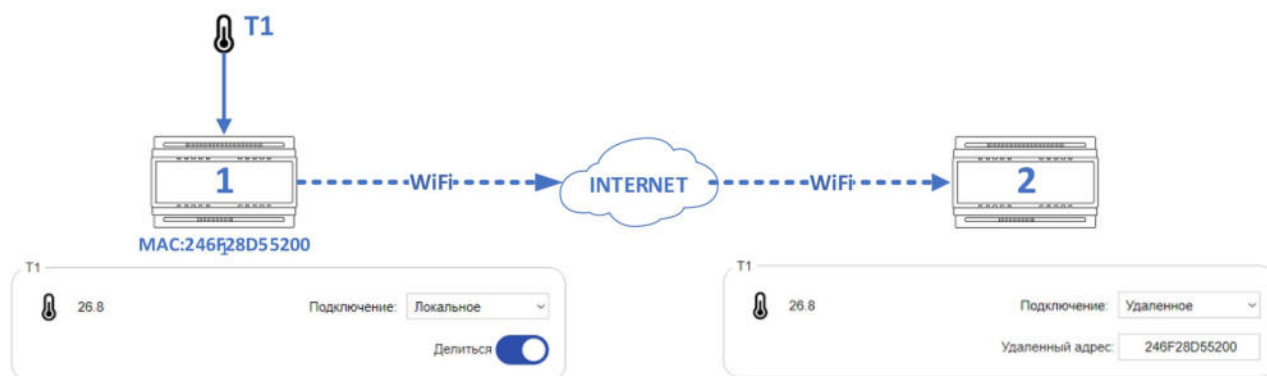 T1
1
WiFi
INTERNET
WiFi
2
MAC:246F28D55200
T1
26.8
Подключение:
Локальное
Делиться
T1
26.8
Подключение:
Удаленное
Удаленный адрес:
246F28D55200